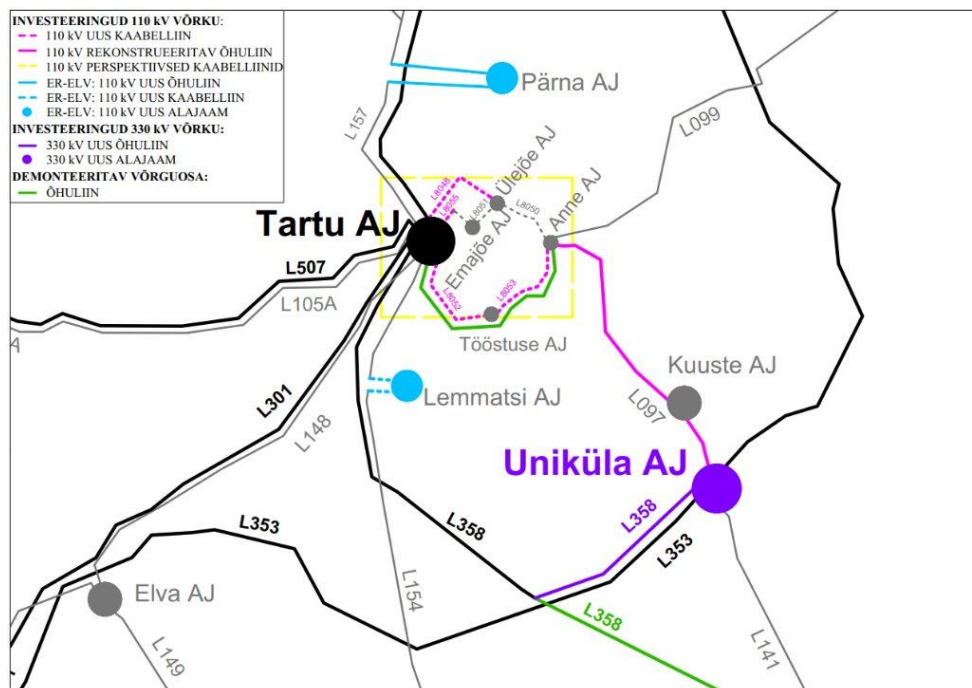 INVESTEERINGUD 110 kV VÕRKU:
110 kV UUS KAABELLIIN
110 kV REKONSTRUEERITAV ÕHULIIN
110 kV PERSPEKTIIVSED KAABELLIINID
ER-ELV: 110 kV UUS ÕHULIIN
ER-ELV: 110 kV UUS KAABELLIIN
ER-ELV: 110 kV UUS ALAJAAM
INVESTEERINGUD 330 kV VÕRKU:
330 kV UUS ÕHULIIN
330 kV UUS ALAJAAM
DEMONTEERITAV VÕRGUOSA:
ÕHULIIN
Pärna AJ
L157
L099
L8048
L8055
Ülejõe AJ
L8051
L8050
Anne AJ
Tartu AJ
Emajõe AJ
L507
L105A
L8052
L8053
Tööstuse AJ
A
Kuuste AJ
L097
Lemmatsi AJ
L301
L148
Uniküla AJ
L358
L353
L353
L358
Elva AJ
L154
L358
L149
L141